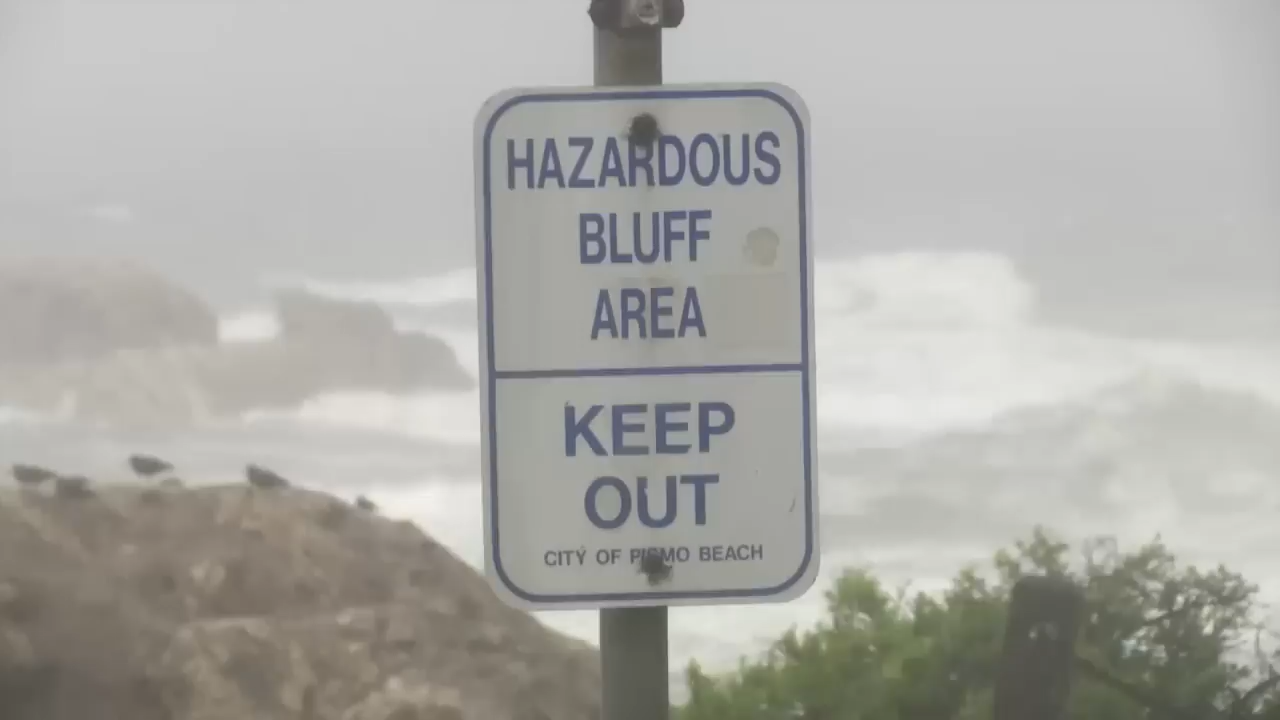 HAZARDOUS
BLUFF
AREA
KEEP
OUT
CITY OF PISMO BEACH